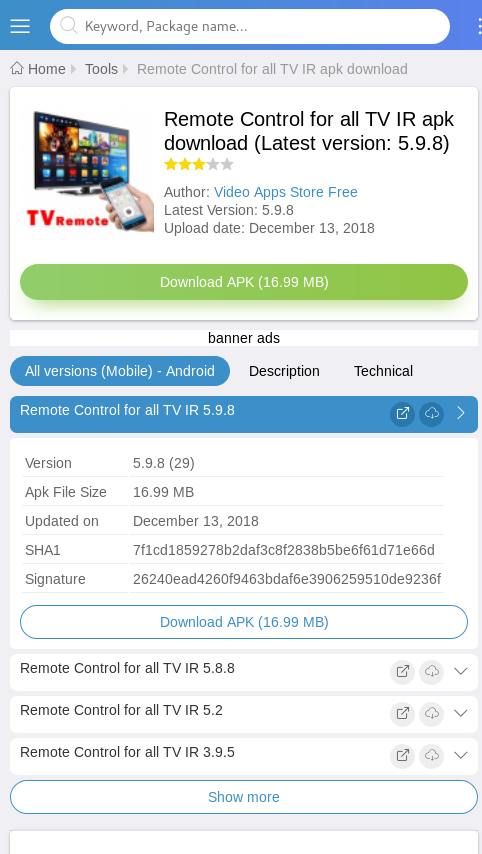 Keyword, Package name...
Home Tools Remote Control for all TV IR apk download
TV Remote
Remote Control for all TV IR apk
download (Latest version: 5.9.8)
Author: Video Apps Store Free
Latest Version: 5.9.8
Upload date: December 13, 2018
Download APK (16.99 MB)
banner ads
All versions (Mobile) - Android Description Technical
Remote Control for all TV IR 5.9.8
Version 5.9.8 (29)
Apk File Size 16.99 MB
Updated on December 13, 2018
SHA1 7f1cd1859278b2daf3c8f2838b5be6f61d71e66d
Signature 26240ead4260f9463bdaf6e3906259510de9236f
Download APK (16.99 MB)
Remote Control for all TV IR 5.8.8
Remote Control for all TV IR 5.2
Remote Control for all TV IR 3.9.5
Show more